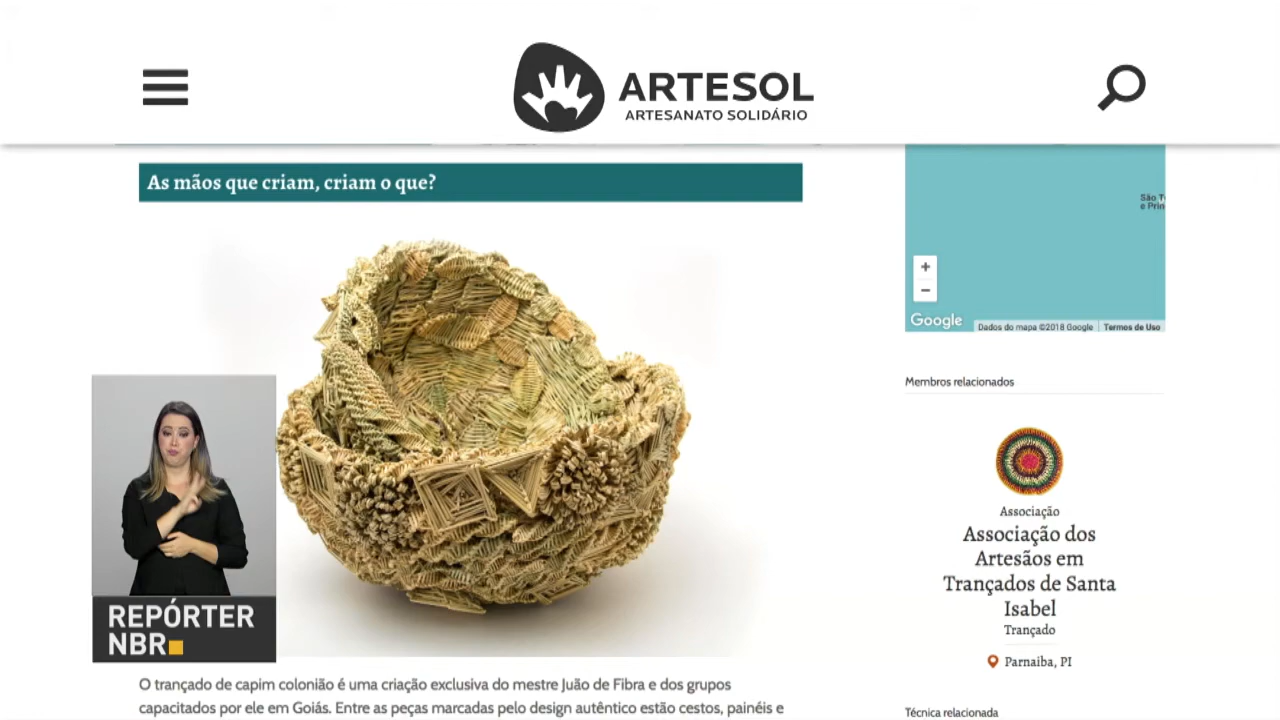 ARTESOL
ARTESANATO SOLIDÁRIO
As mãos que criam, criam o que?
REPÓRTER
NBR
O trançado de capim colonião é uma criação exclusiva do mestre Juão de Fibra e dos grupos
capacitados por ele em Goiás. Entre as peças marcadas pelo design autêntico estão cestos, painéis e
São T
e Prin
+
−
Google
Dados do mapa ©2018 Google
Termos de Uso
Membros relacionados
Associação
Associação dos
Artesãos em
Trançados de Santa
Isabel
Trançado
Parnaiba, PI
Técnica relacionada